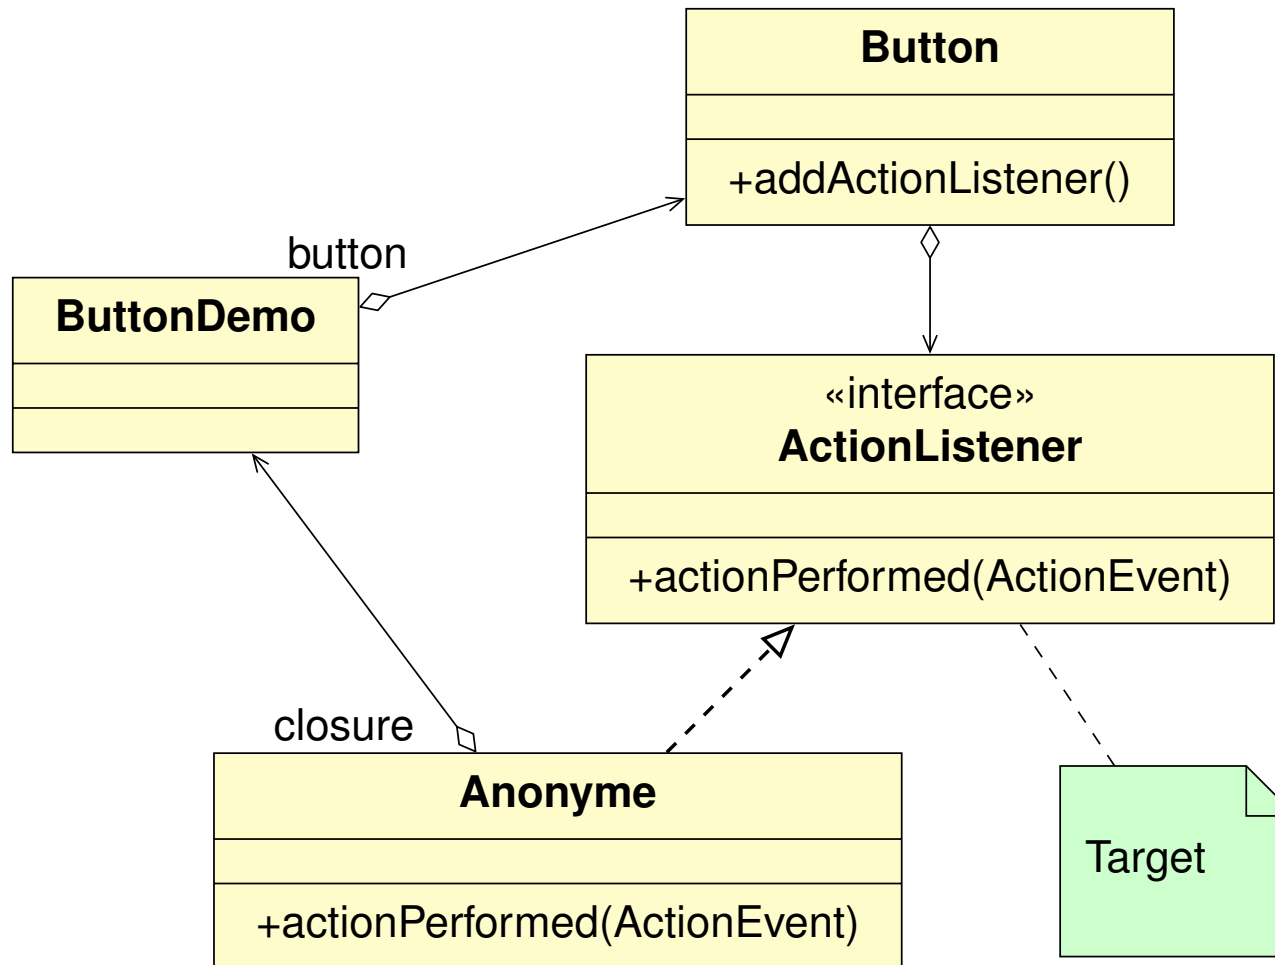 Button
+addActionListener()
button
ButtonDemo
«interface»
ActionListener
+actionPerformed(ActionEvent)
closure
Anonyme
+actionPerformed(ActionEvent)
Target